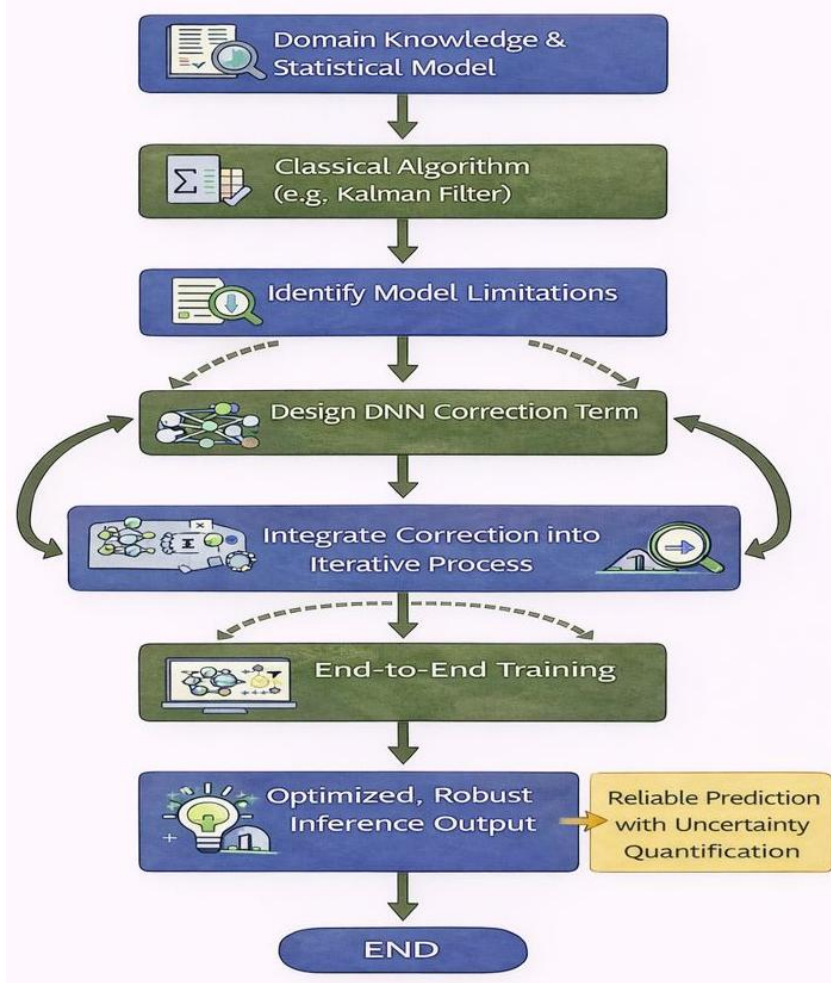 Domain Knowledge &
Statistical Model
Classical Algorithm
(e.g, Kalman Filter)
Identify Model Limitations
Design DNN Correction Term
Integrate Correction into
Iterative Process
End-to-End Training
Optimized, Robust
Inference Output
Reliable Prediction
with Uncertainty
Quantification
END